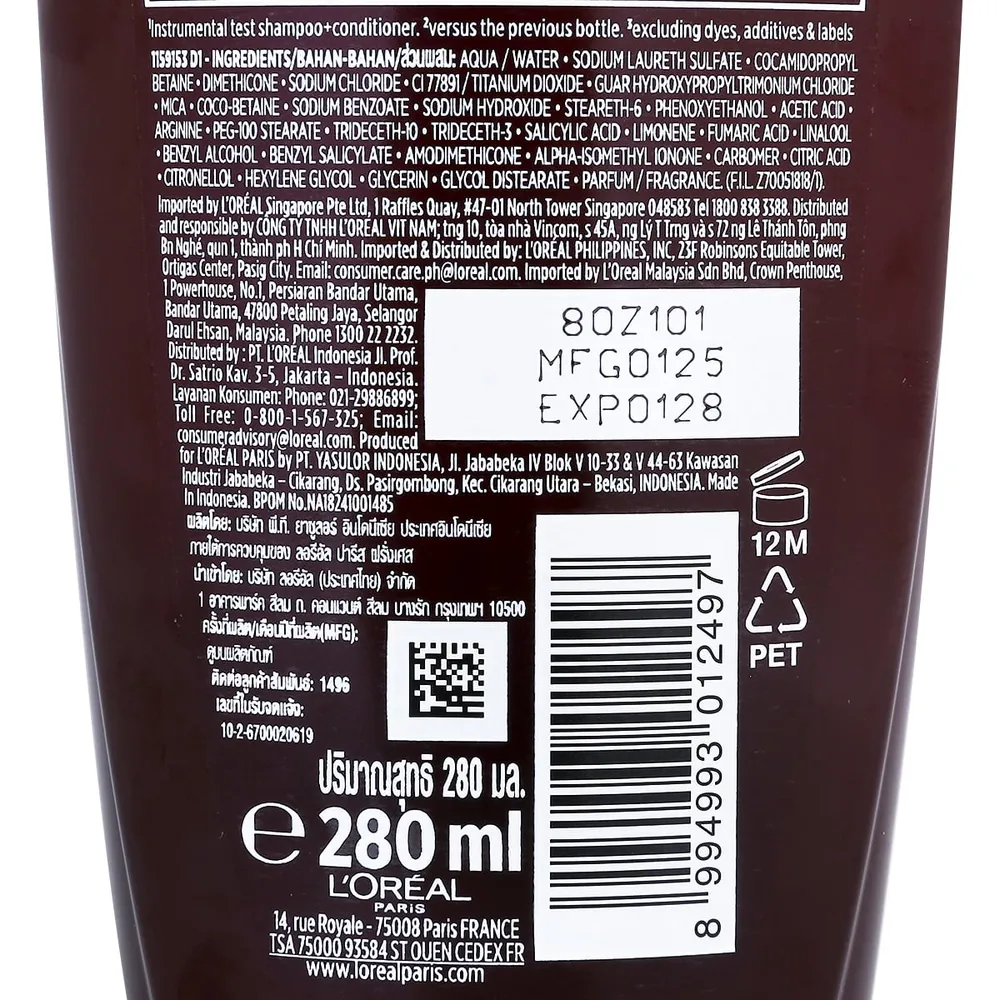 ¹Instrumental test shampoo+conditioner. ²versus the previous bottle. ³excluding dyes, additives & labels
1159153 D1 - INGREDIENTS/BAHAN-BAHAN/ส่วนผสม: AQUA / WATER • SODIUM LAURETH SULFATE • COCAMIDOPROPYL
BETAINE • DIMETHICONE • SODIUM CHLORIDE • CI 77891 / TITANIUM DIOXIDE • GUAR HYDROXYPROPYLTRIMONIUM CHLORIDE
• MICA • COCO-BETAINE • SODIUM BENZOATE • SODIUM HYDROXIDE • STEARETH-6 • PHENOXYETHANOL • ACETIC ACID •
ARGININE • PEG-100 STEARATE • TRIDECETH-10 • TRIDECETH-3 • SALICYLIC ACID • LIMONENE • FUMARIC ACID • LINALOOL
• BENZYL ALCOHOL • BENZYL SALICYLATE • AMODIMETHICONE • ALPHA-ISOMETHYL IONONE • CARBOMER • CITRIC ACID
• CITRONELLOL • HEXYLENE GLYCOL • GLYCERIN • GLYCOL DISTEARATE • PARFUM / FRAGRANCE. (F.I.L. Z70051818/1).
Imported by L'ORÉAL Singapore Pte Ltd, 1 Raffles Quay, #47-01 North Tower Singapore 048583 Tel 1800 838 3388. Distributed
and responsible by CÔNG TY TNHH L'OREAL VIT NAM; tng 10, tòa nhà Vincom, s 45A, ng Lý T Trng và s 72 ng Lê Thánh Tôn, phng
Bn Nghé, qun 1, thành ph H Chí Minh. Imported & Distributed by: L'ORÉAL PHILIPPINES, INC, 23F Robinsons Equitable Tower,
Ortigas Center, Pasig City. Email: consumer.care.ph@loreal.com. Imported by L'Oreal Malaysia Sdn Bhd, Crown Penthouse,
1 Powerhouse, No.1, Persiaran Bandar Utama,
Bandar Utama, 47800 Petaling Jaya, Selangor
Darul Ehsan, Malaysia. Phone 1300 22 2232.
Distributed by : PT. L'ORÉAL Indonesia Jl. Prof.
Dr. Satrio Kav. 3-5, Jakarta – Indonesia.
Layanan Konsumen: Phone: 021-29886899;
Toll Free: 0-800-1-567-325; Email:
consumeradvisory@loreal.com. Produced
for L'ORÉAL PARIS by PT. YASULOR INDONESIA, Jl. Jababeka IV Blok V 10-33 & V 44-63 Kawasan
Industri Jababeka – Cikarang, Ds. Pasirgombong, Kec. Cikarang Utara – Bekasi, INDONESIA. Made
In Indonesia. BPOM No.NA18241001485
80Z101
MFG0125
EXP0128
ผลิตโดย: บริษัท พี.ที. ยาซูลอร์ อินโดนีเซีย ประเทศอินโดนีเซีย
ภายใต้การควบคุมของ ลอรีอัล ปารีส ฝรั่งเศส
นำเข้าโดย: บริษัท ลอรีอัล (ประเทศไทย) จำกัด
1 อาคารพาร์ค สีลม ถ. คอนแวนต์ สีลม บางรัก กรุงเทพฯ 10500
ครั้งที่ผลิต/เดือนปีที่ผลิต(MFG):
ดูบนผลิตภัณฑ์
ติดต่อลูกค้าสัมพันธ์: 1496
เลขที่ใบรับจดแจ้ง:
10-2-6700020619
12M
PET
8 994993 012497
ปริมาณสุทธิ 280 มล.
e 280 ml
L'ORÉAL
PARIS
14, rue Royale - 75008 Paris FRANCE
TSA 75000 93584 ST OUEN CEDEX FR
www.lorealparis.com